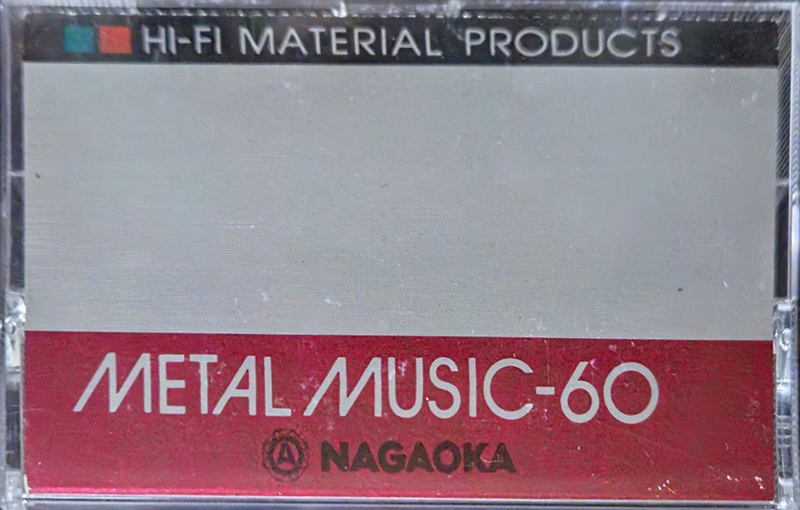 HI-FI MATERIAL PRODUCTS
METAL MUSIC-60
A NAGAOKA